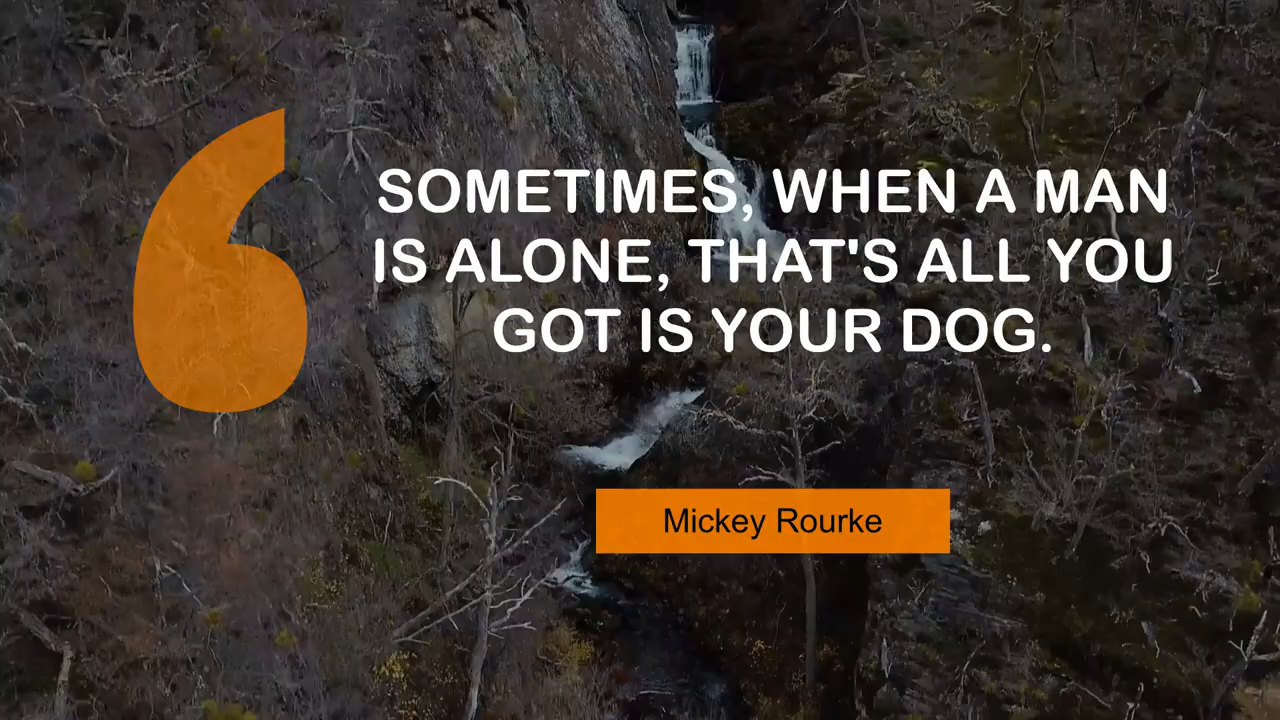 SOMETIMES, WHEN A MAN
IS ALONE, THAT'S ALL YOU
GOT IS YOUR DOG.
Mickey Rourke